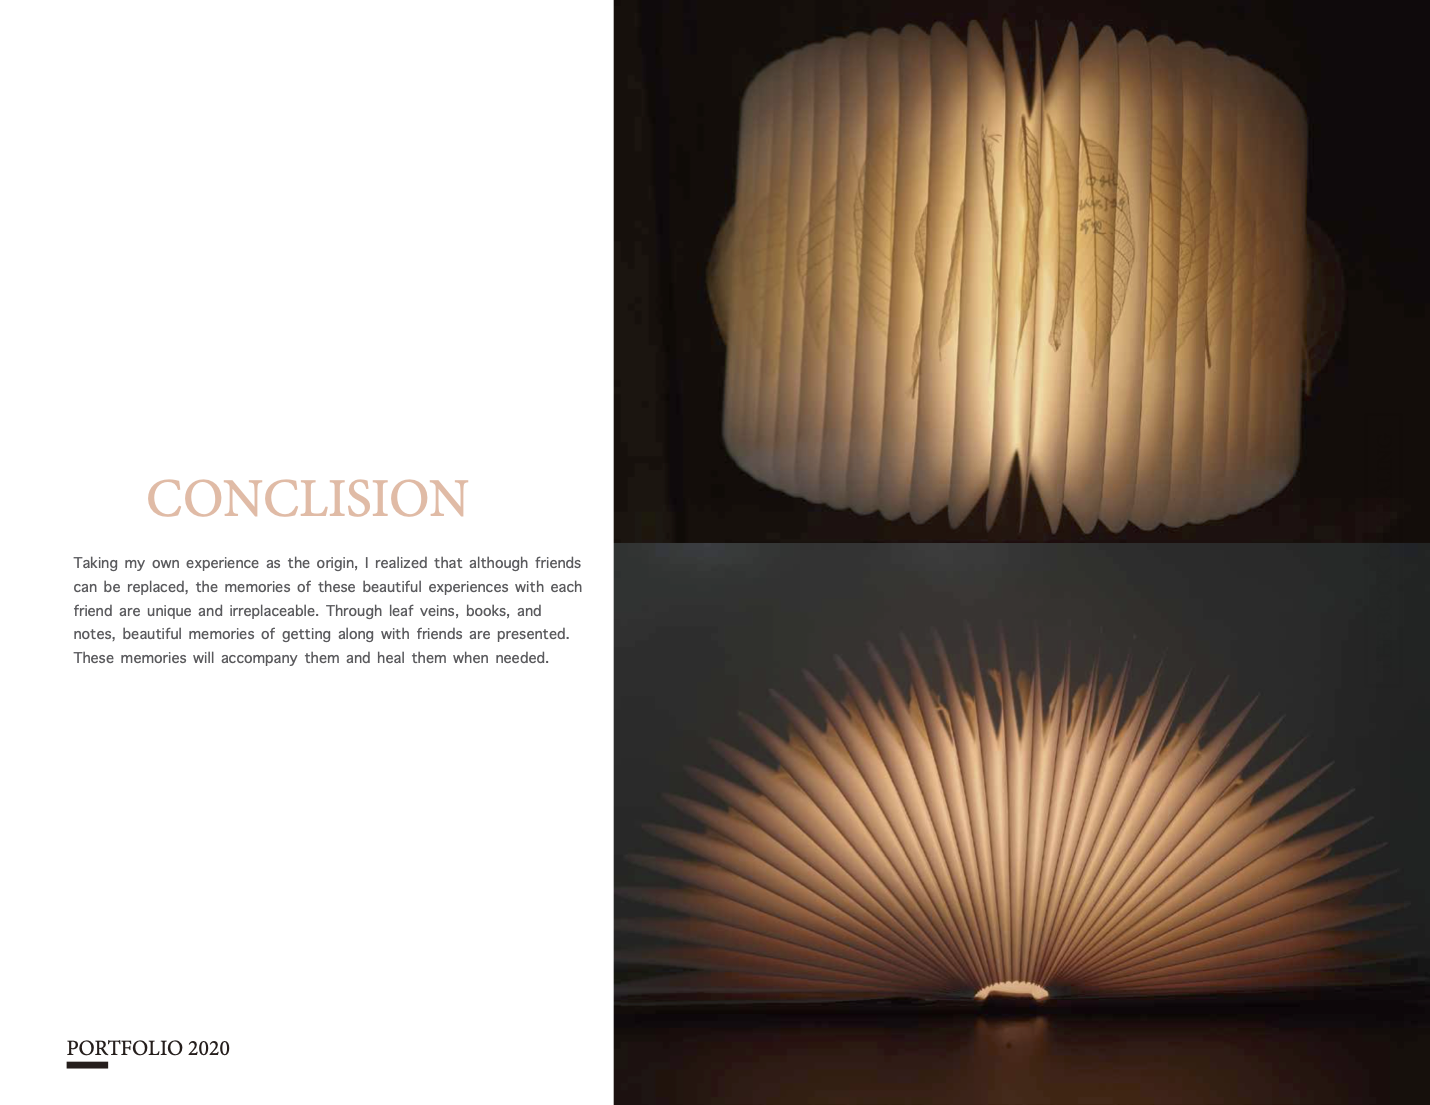 CONCLISION
Taking my own experience as the origin, I realized that although friends
can be replaced, the memories of these beautiful experiences with each
friend are unique and irreplaceable. Through leaf veins, books, and
notes, beautiful memories of getting along with friends are presented.
These memories will accompany them and heal them when needed.
PORTFOLIO 2020